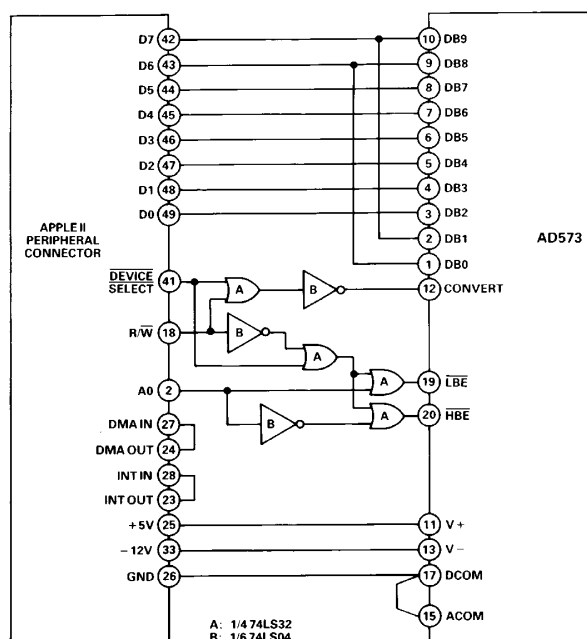 D7 42 10 DB9
D6 43 9 DB8
D5 44 8 DB7
D4 45 7 DB6
D3 46 6 DB5
D2 47 5 DB4
D1 48 4 DB3
D0 49 3 DB2
2 DB1
1 DB0
APPLE II
PERIPHERAL
CONNECTOR
AD573
DEVICE
SELECT 41
A B 12 CONVERT
R/W 18
B A
A 19 LBE
A0 2
B A 20 HBE
DMA IN 27
DMA OUT 24
INT IN 28
INT OUT 23
+5V 25 11 V+
−12V 33 13 V−
GND 26 17 DCOM
15 ACOM
A: 1/4 74LS32
B: 1/6 74LS04